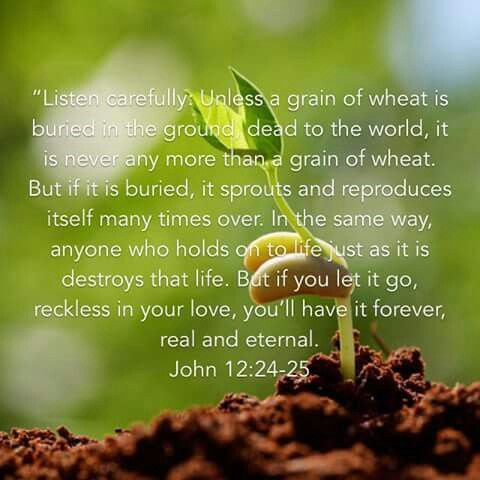 “Listen carefully: Unless a grain of wheat is
buried in the ground, dead to the world, it
is never any more than a grain of wheat.
But if it is buried, it sprouts and reproduces
itself many times over. In the same way,
anyone who holds on to life just as it is
destroys that life. But if you let it go,
reckless in your love, you’ll have it forever,
real and eternal.
John 12:24-25